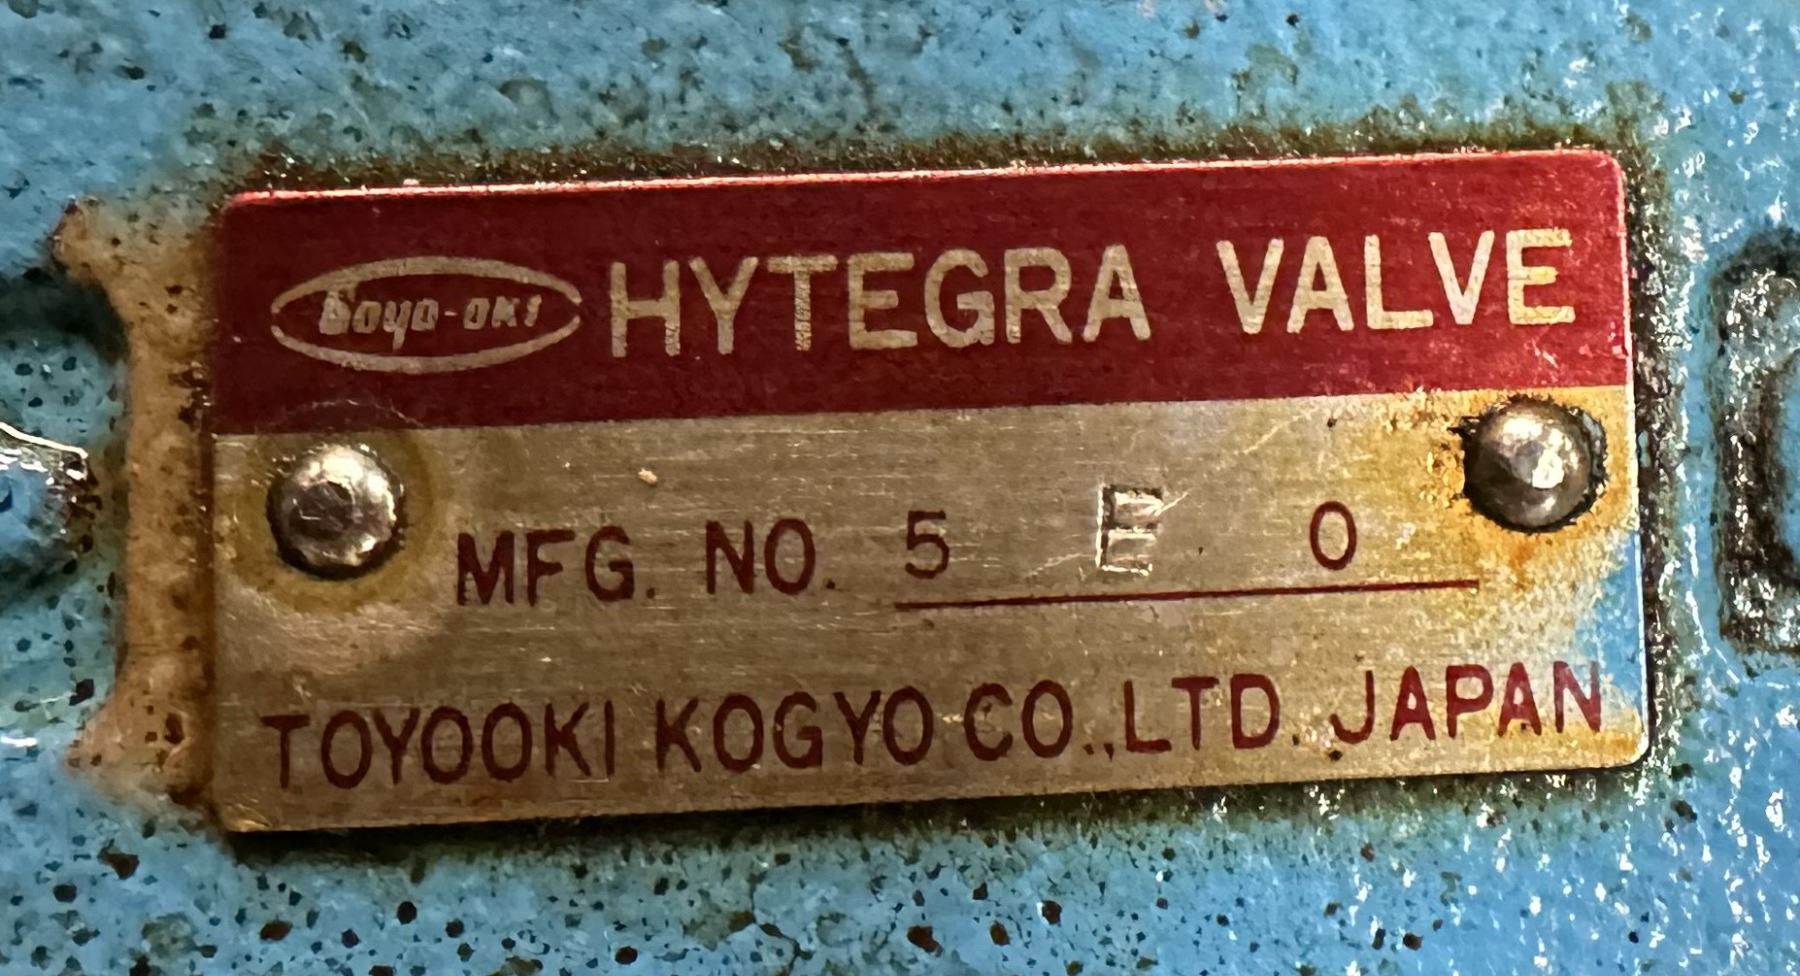 Toyo-OKI HYTEGRA VALVE
MFG. NO. 5 E 0
TOYOOKI KOGYO CO.,LTD. JAPAN